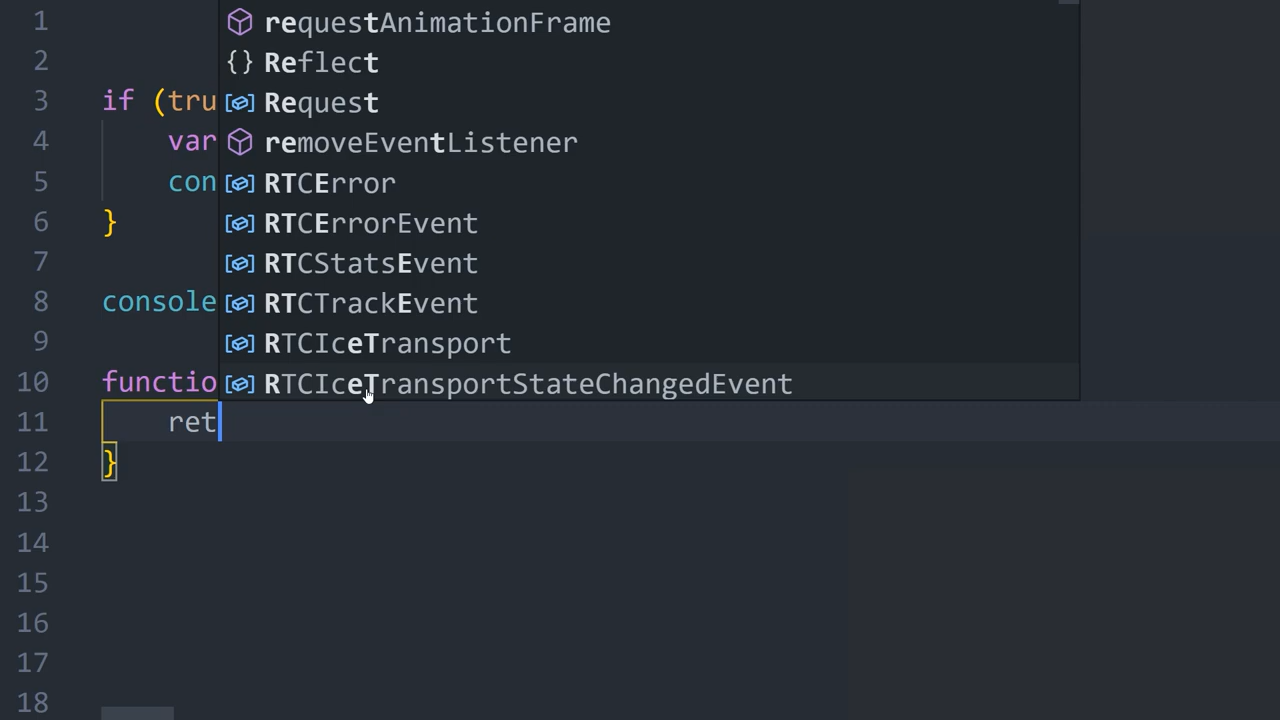 1 requestAnimationFrame
2 {} Reflect
3 if (tru Request
4 var removeEventListener
5 con RTCError
6 } RTCErrorEvent
7 RTCStatsEvent
8 console RTCTrackEvent
9 RTCIceTransport
10 functio RTCIceTransportStateChangedEvent
11 ret
12 }
13
14
15
16
17
18